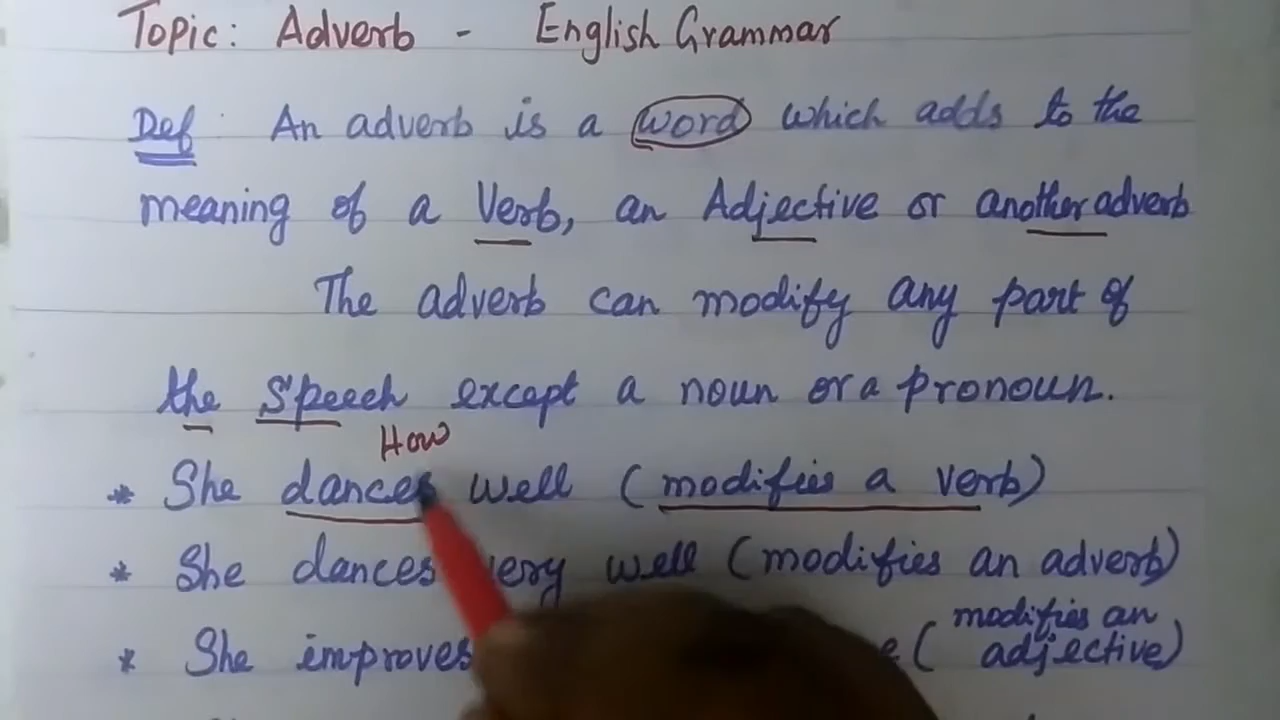 Topic: Adverb - English Grammar
Def: An adverb is a word which adds to the
meaning of a Verb, an Adjective or another adverb
The adverb can modify any part of
the Speech except a noun or a pronoun.
How
* She dances well (modifies a verb)
* She dances very well (modifies an adverb)
modifies an
* She improves ( adjective)